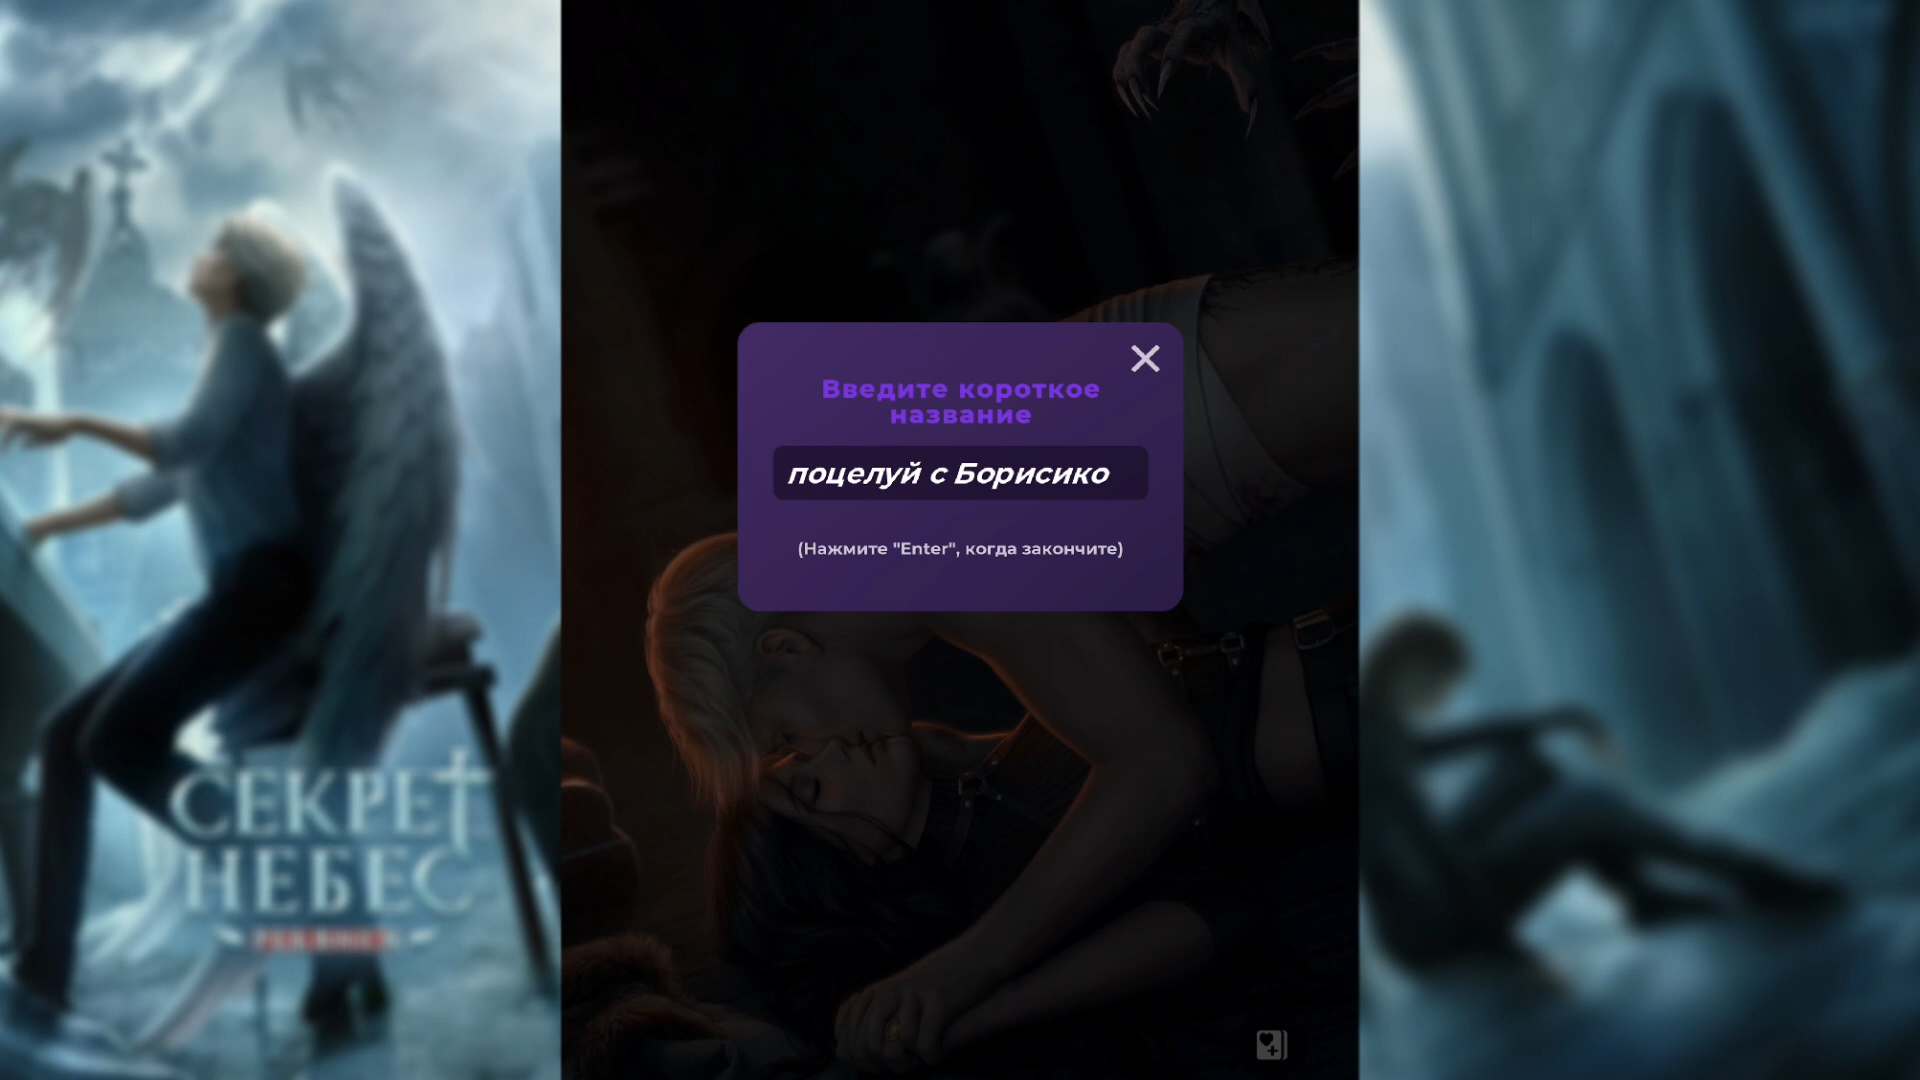 Введите короткое
название
поцелуй с Борисико
(Нажмите "Enter", когда закончите)
СЕКРЕТ
НЕБЕС